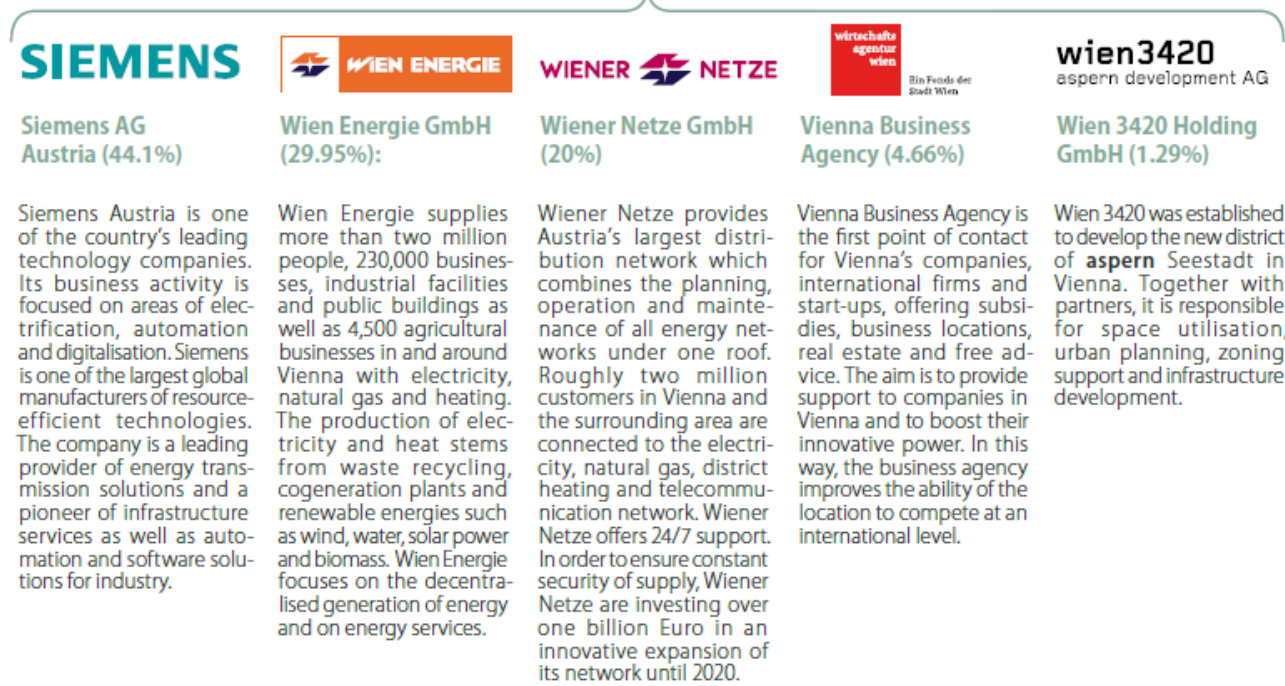 SIEMENS
Siemens AG
Austria (44.1%)
Siemens Austria is one
of the country's leading
technology companies.
Its business activity is
focused on areas of elec-
trification, automation
and digitalisation. Siemens
is one of the largest global
manufacturers of resource-
efficient technologies.
The company is a leading
provider of energy trans-
mission solutions and a
pioneer of infrastructure
services as well as auto-
mation and software solu-
tions for industry.
WIEN ENERGIE
Wien Energie GmbH
(29.95%):
Wien Energie supplies
more than two million
people, 230,000 busines-
ses, industrial facilities
and public buildings as
well as 4,500 agricultural
businesses in and around
Vienna with electricity,
natural gas and heating.
The production of elec-
tricity and heat stems
from waste recycling,
cogeneration plants and
renewable energies such
as wind, water, solar power
and biomass. Wien Energie
focuses on the decentra-
lised generation of energy
and on energy services.
WIENER NETZE
Wiener Netze GmbH
(20%)
Wiener Netze provides
Austria's largest distri-
bution network which
combines the planning,
operation and mainte-
nance of all energy net-
works under one roof.
Roughly two million
customers in Vienna and
the surrounding area are
connected to the electri-
city, natural gas, district
heating and telecommu-
nication network. Wiener
Netze offers 24/7 support.
In order to ensure constant
security of supply, Wiener
Netze are investing over
one billion Euro in an
innovative expansion of
its network until 2020.
wirtschafts
agentur
wien
Ein Fonds der
Stadt Wien
Vienna Business
Agency (4.66%)
Vienna Business Agency is
the first point of contact
for Vienna's companies,
international firms and
start-ups, offering subsi-
dies, business locations,
real estate and free ad-
vice. The aim is to provide
support to companies in
Vienna and to boost their
innovative power. In this
way, the business agency
improves the ability of the
location to compete at an
international level.
wien3420
aspern development AG
Wien 3420 Holding
GmbH (1.29%)
Wien 3420 was established
to develop the new district
of aspern Seestadt in
Vienna. Together with
partners, it is responsible
for space utilisation,
urban planning, zoning
support and infrastructure
development.